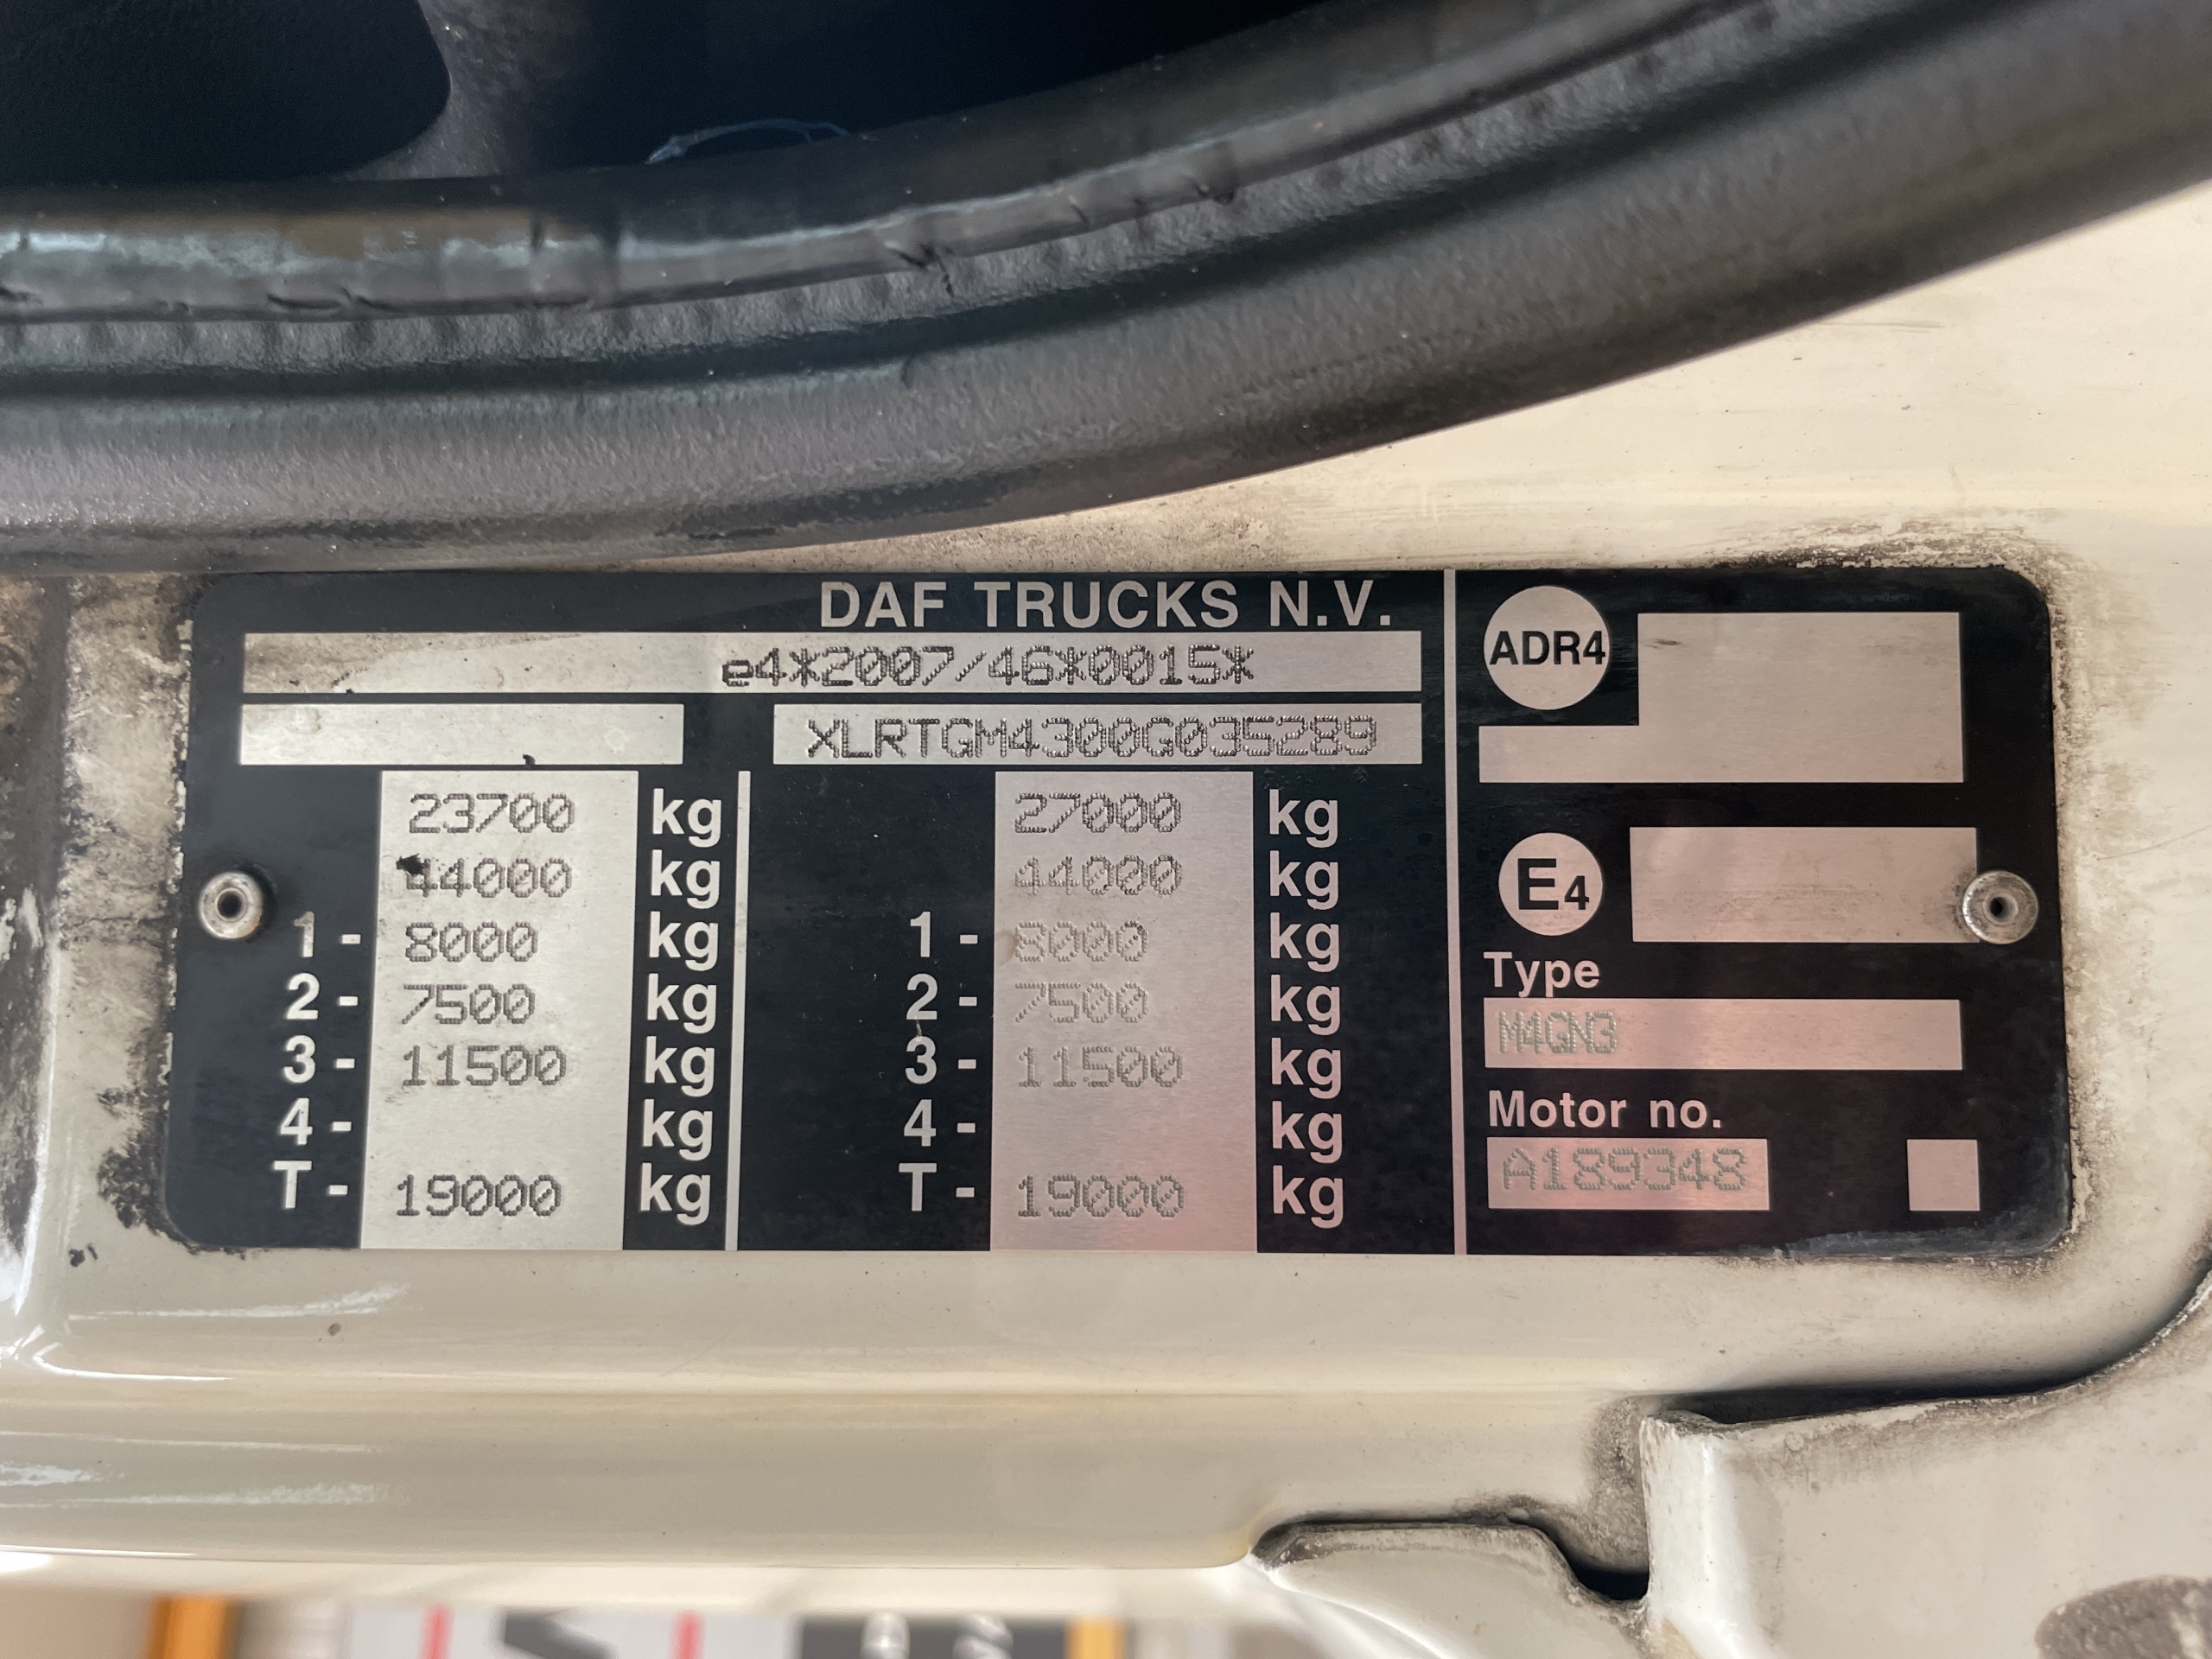 DAF TRUCKS N.V.
e4*2007/46*0015*
XLRTGM4300G035289
23700 kg 27000 kg
44000 kg 44000 kg
1 - 8000 kg 1 - 8000 kg
2 - 7500 kg 2 - 7500 kg
3 - 11500 kg 3 - 11500 kg
4 - kg 4 - kg
T - 19000 kg T - 19000 kg
ADR4
E4
Type
M4GN3
Motor no.
A189348